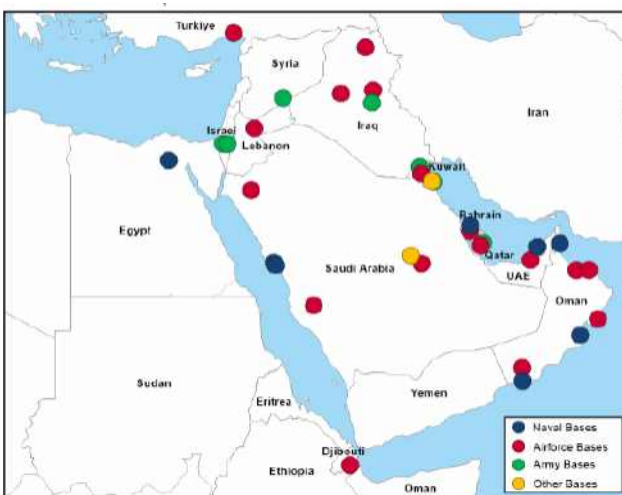 Turkiye
Syria
Iran
Israel
Lebanon
Iraq
Kuwait
Egypt
Bahrain
Qatar
Saudi Arabia
UAE
Oman
Sudan
Yemen
Eritrea
Djibouti
Ethiopia
Oman
Naval Bases
Airforce Bases
Army Bases
Other Bases